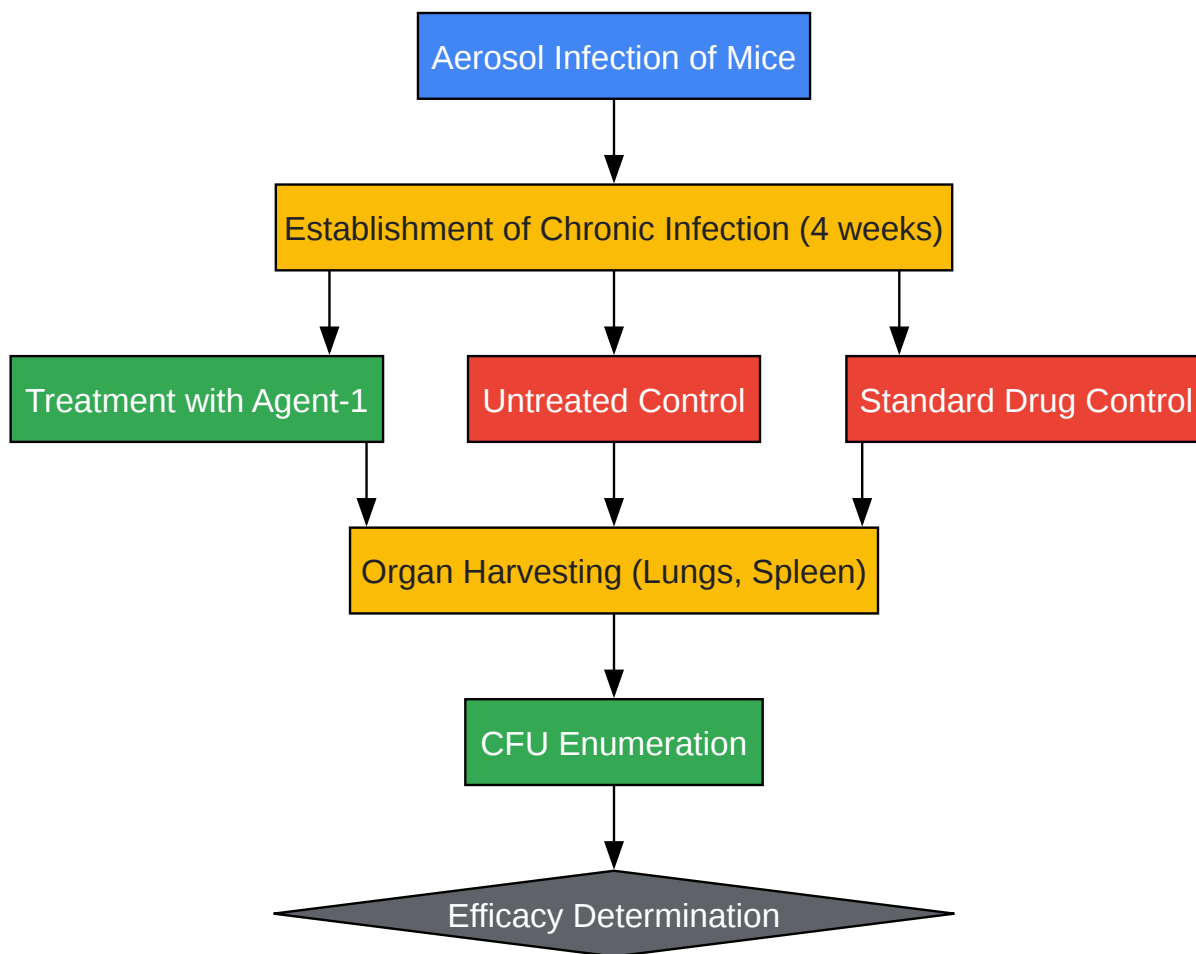 Aerosol Infection of Mice
Establishment of Chronic Infection (4 weeks)
Treatment with Agent-1
Untreated Control
Standard Drug Control
Organ Harvesting (Lungs, Spleen)
CFU Enumeration
Efficacy Determination